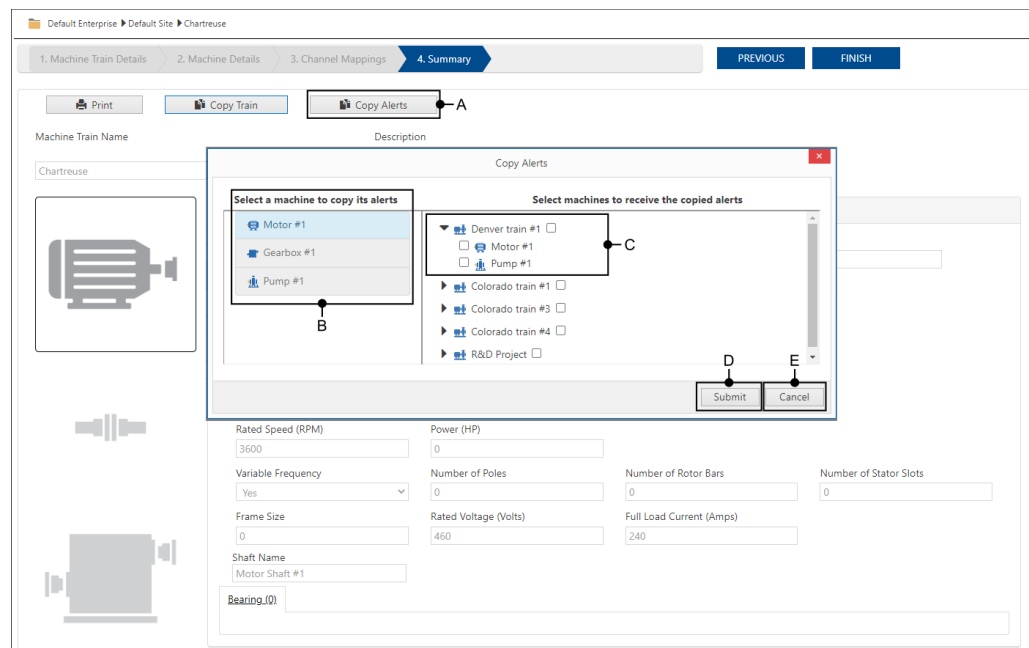 Default Enterprise Default Site Chartreuse
1. Machine Train Details 2. Machine Details 3. Channel Mappings 4. Summary PREVIOUS FINISH
Print Copy Train Copy Alerts A
Machine Train Name Description
Chartreuse
Copy Alerts
Select a machine to copy its alerts Select machines to receive the copied alerts
Motor #1
Gearbox #1
Pump #1
B
Denver train #1
Motor #1
Pump #1
C
Colorado train #1
Colorado train #3
Colorado train #4
R&D Project
D E
Submit Cancel
Rated Speed (RPM) Power (HP)
3600 0
Variable Frequency Number of Poles Number of Rotor Bars Number of Stator Slots
Yes 0 0 0
Frame Size Rated Voltage (Volts) Full Load Current (Amps)
0 460 240
Shaft Name
Motor Shaft #1
Bearing (0)